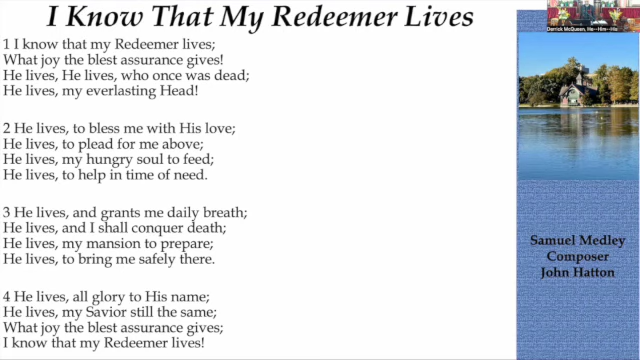 I Know That My Redeemer Lives
1 I know that my Redeemer lives;
What joy the blest assurance gives!
He lives, He lives, who once was dead;
He lives, my everlasting Head!
2 He lives, to bless me with His love;
He lives, to plead for me above;
He lives, my hungry soul to feed;
He lives, to help in time of need.
3 He lives, and grants me daily breath;
He lives, and I shall conquer death;
He lives, my mansion to prepare;
He lives, to bring me safely there.
4 He lives, all glory to His name;
He lives, my Savior still the same;
What joy the blest assurance gives;
I know that my Redeemer lives!
Derrick McQueen, He~Him~His
Samuel Medley
Composer
John Hatton